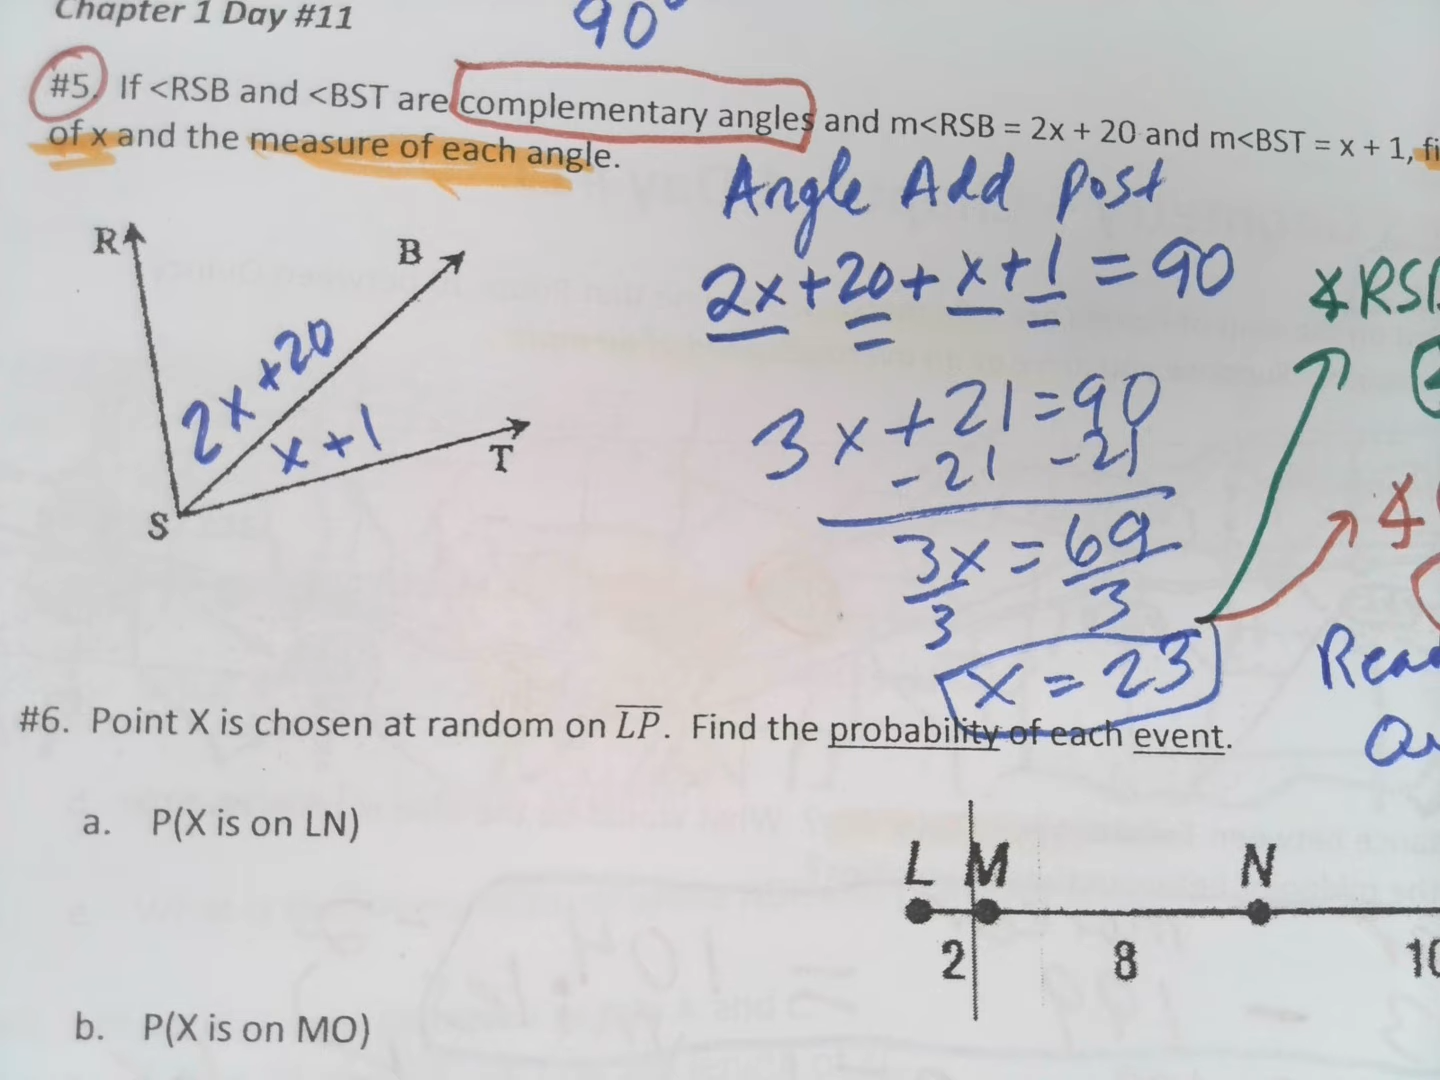 Chapter 1 Day #11
90°
#5. If <RSB and <BST are complementary angles and m<RSB = 2x + 20 and m<BST = x + 1,
of x and the measure of each angle.
Angle Add Post
R
B
2x+20+x+1=90
∡RSB
2x+20
x+1
T
S
3x+21=90
-21 -21
∡
3x=69
3 3
x=23
#6. Point X is chosen at random on LP. Find the probability of each event.
a. P(X is on LN)
L M N
2 8
b. P(X is on MO)